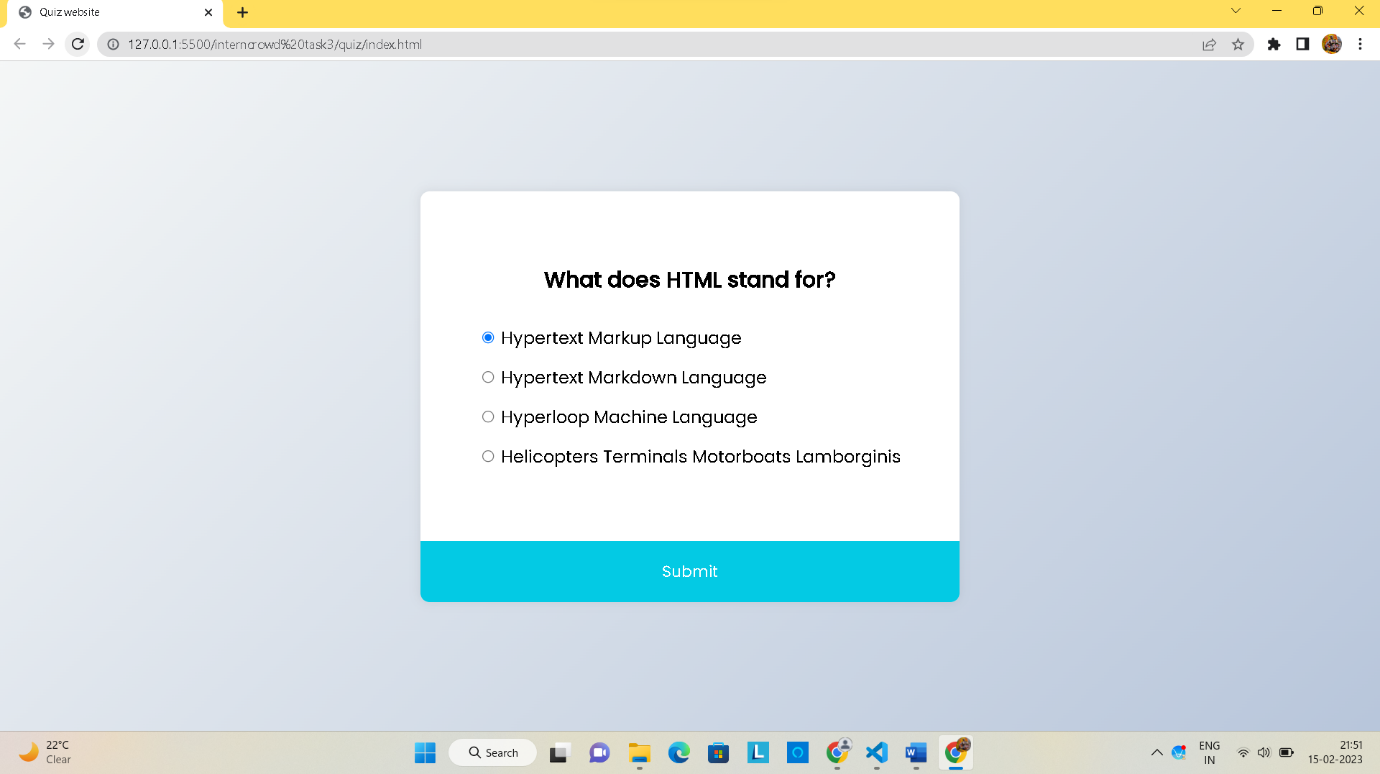 Quiz website
127.0.0.1:5500/interncrowd%20task3/quiz/index.html
What does HTML stand for?
Hypertext Markup Language
Hypertext Markdown Language
Hyperloop Machine Language
Helicopters Terminals Motorboats Lamborginis
Submit
22°C
Clear
Search
ENG
IN
21:51
15-02-2023